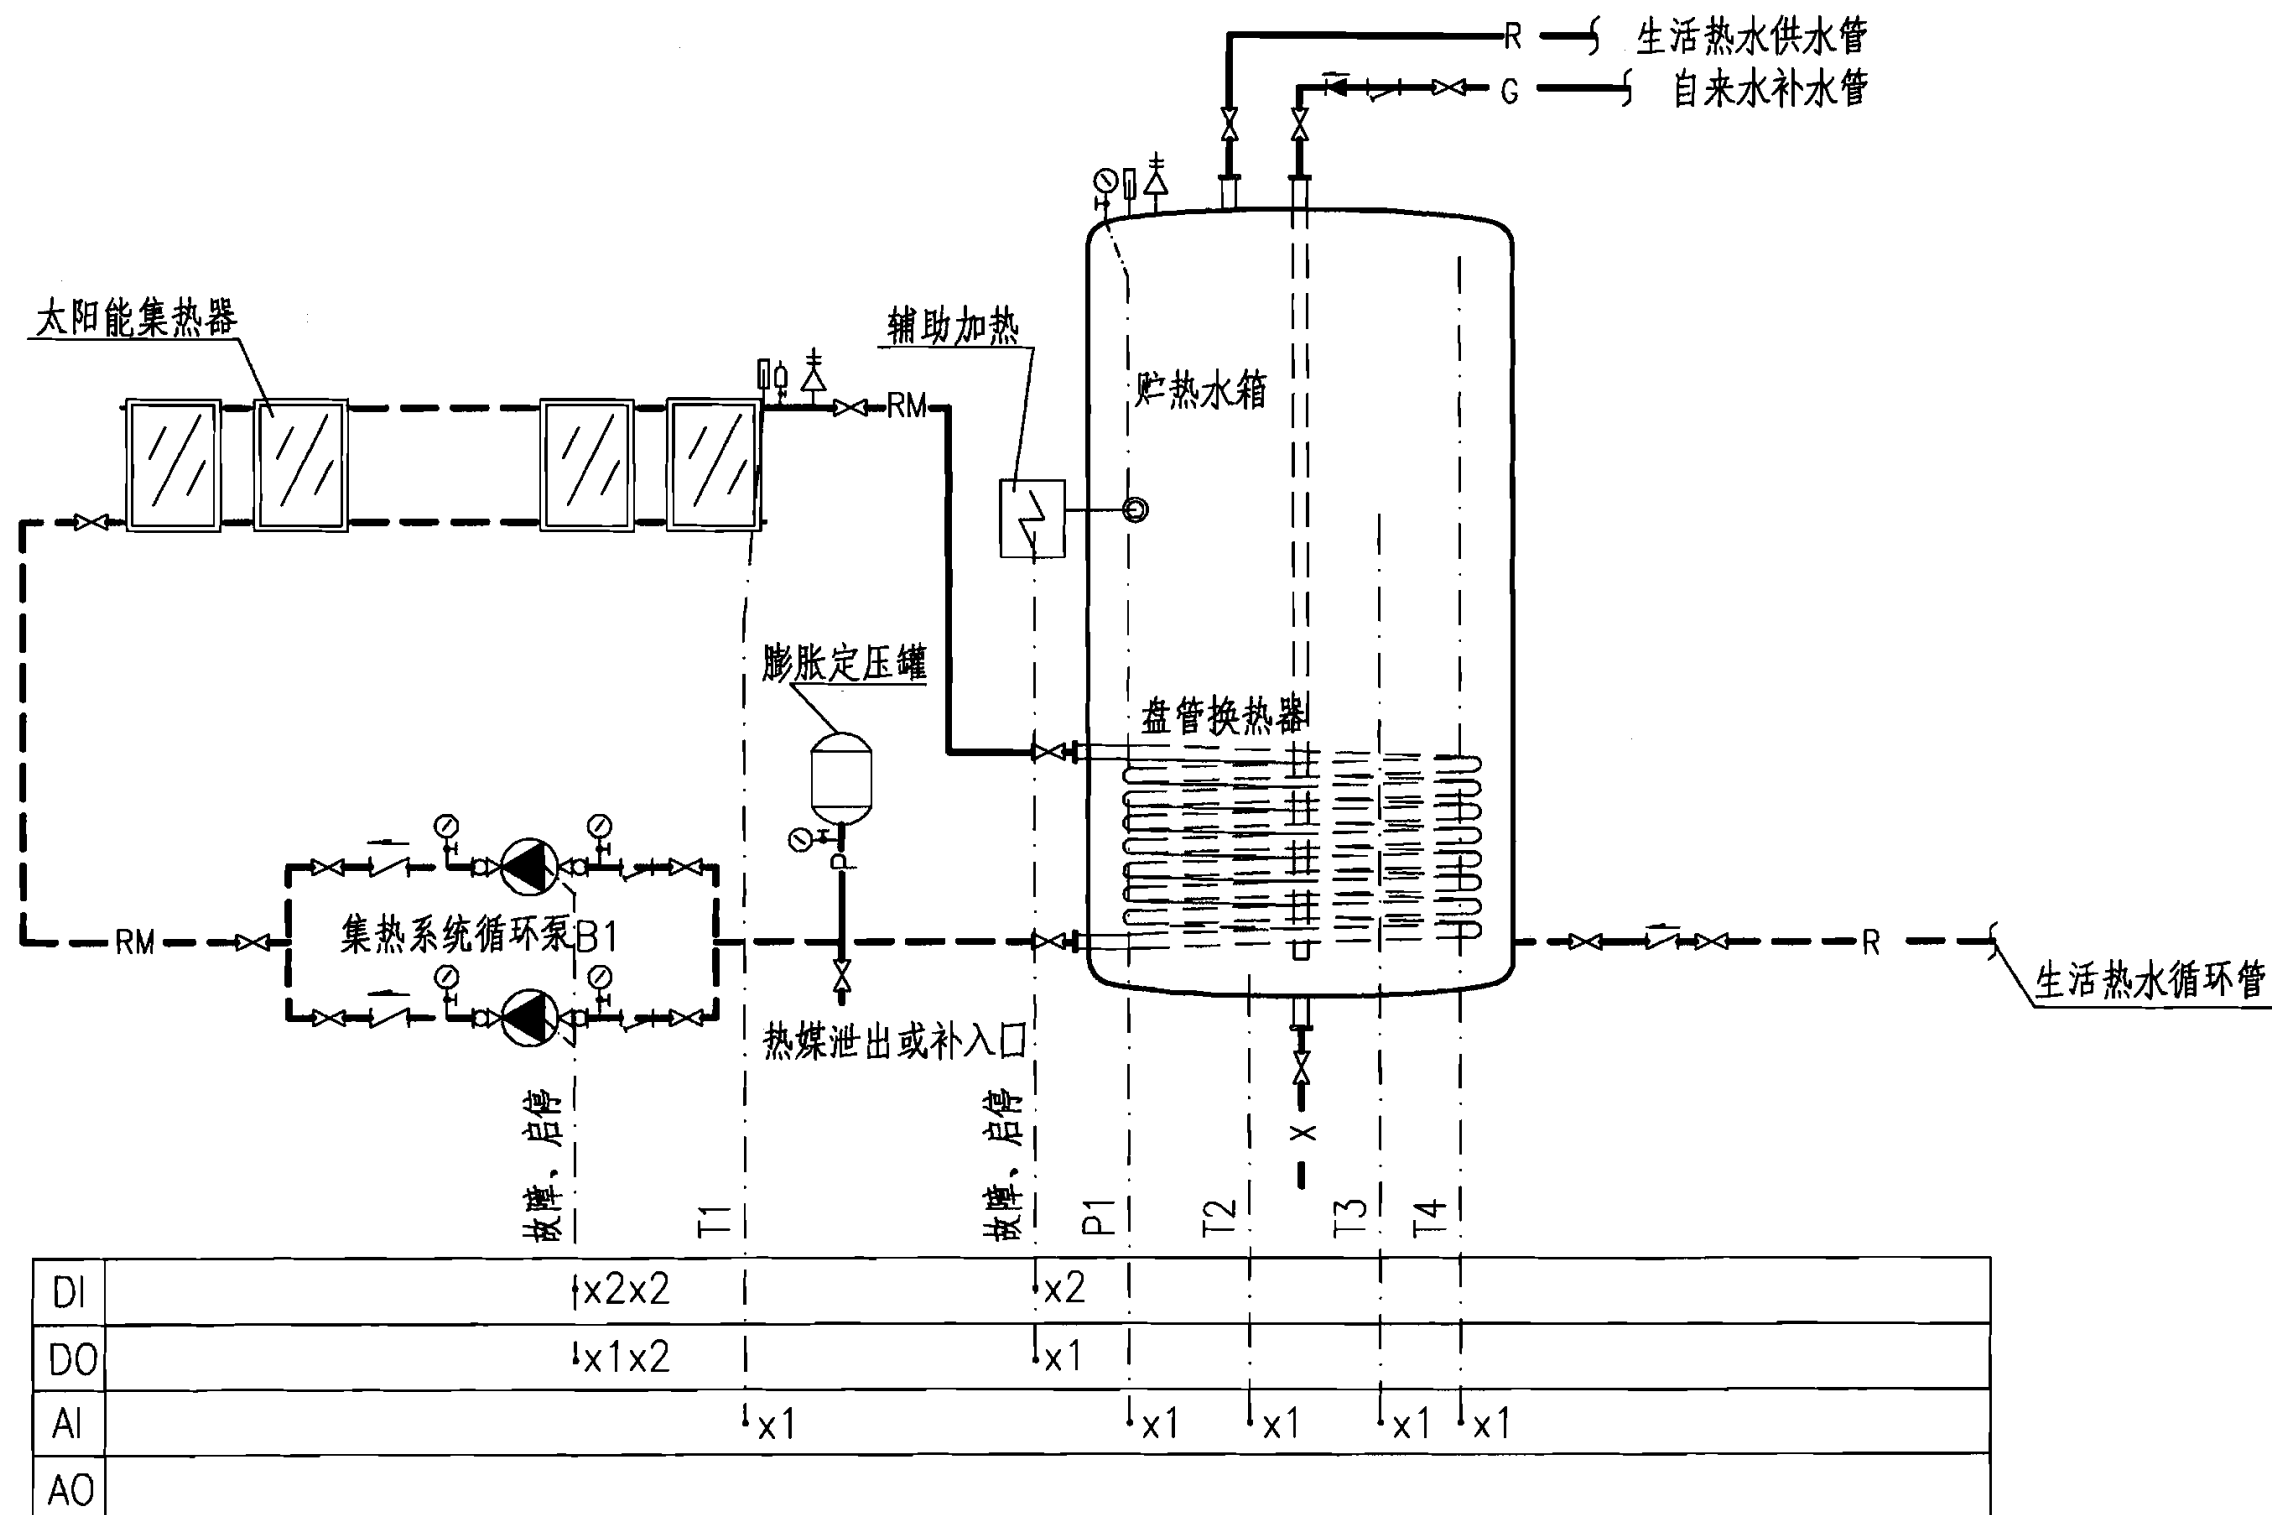 R 生活热水供水管
G 自来水补水管
太阳能集热器
辅助加热
贮热水箱
RM
膨胀定压罐
盘管换热器
P
集热系统循环泵B1
RM
R
生活热水循环管
热媒泄出或补入口
故障、启停
T1
故障、启停
P1
T2
X
T3
T4
DI x2x2 x2
DO x1x2 x1
AI x1 x1 x1 x1 x1
AO